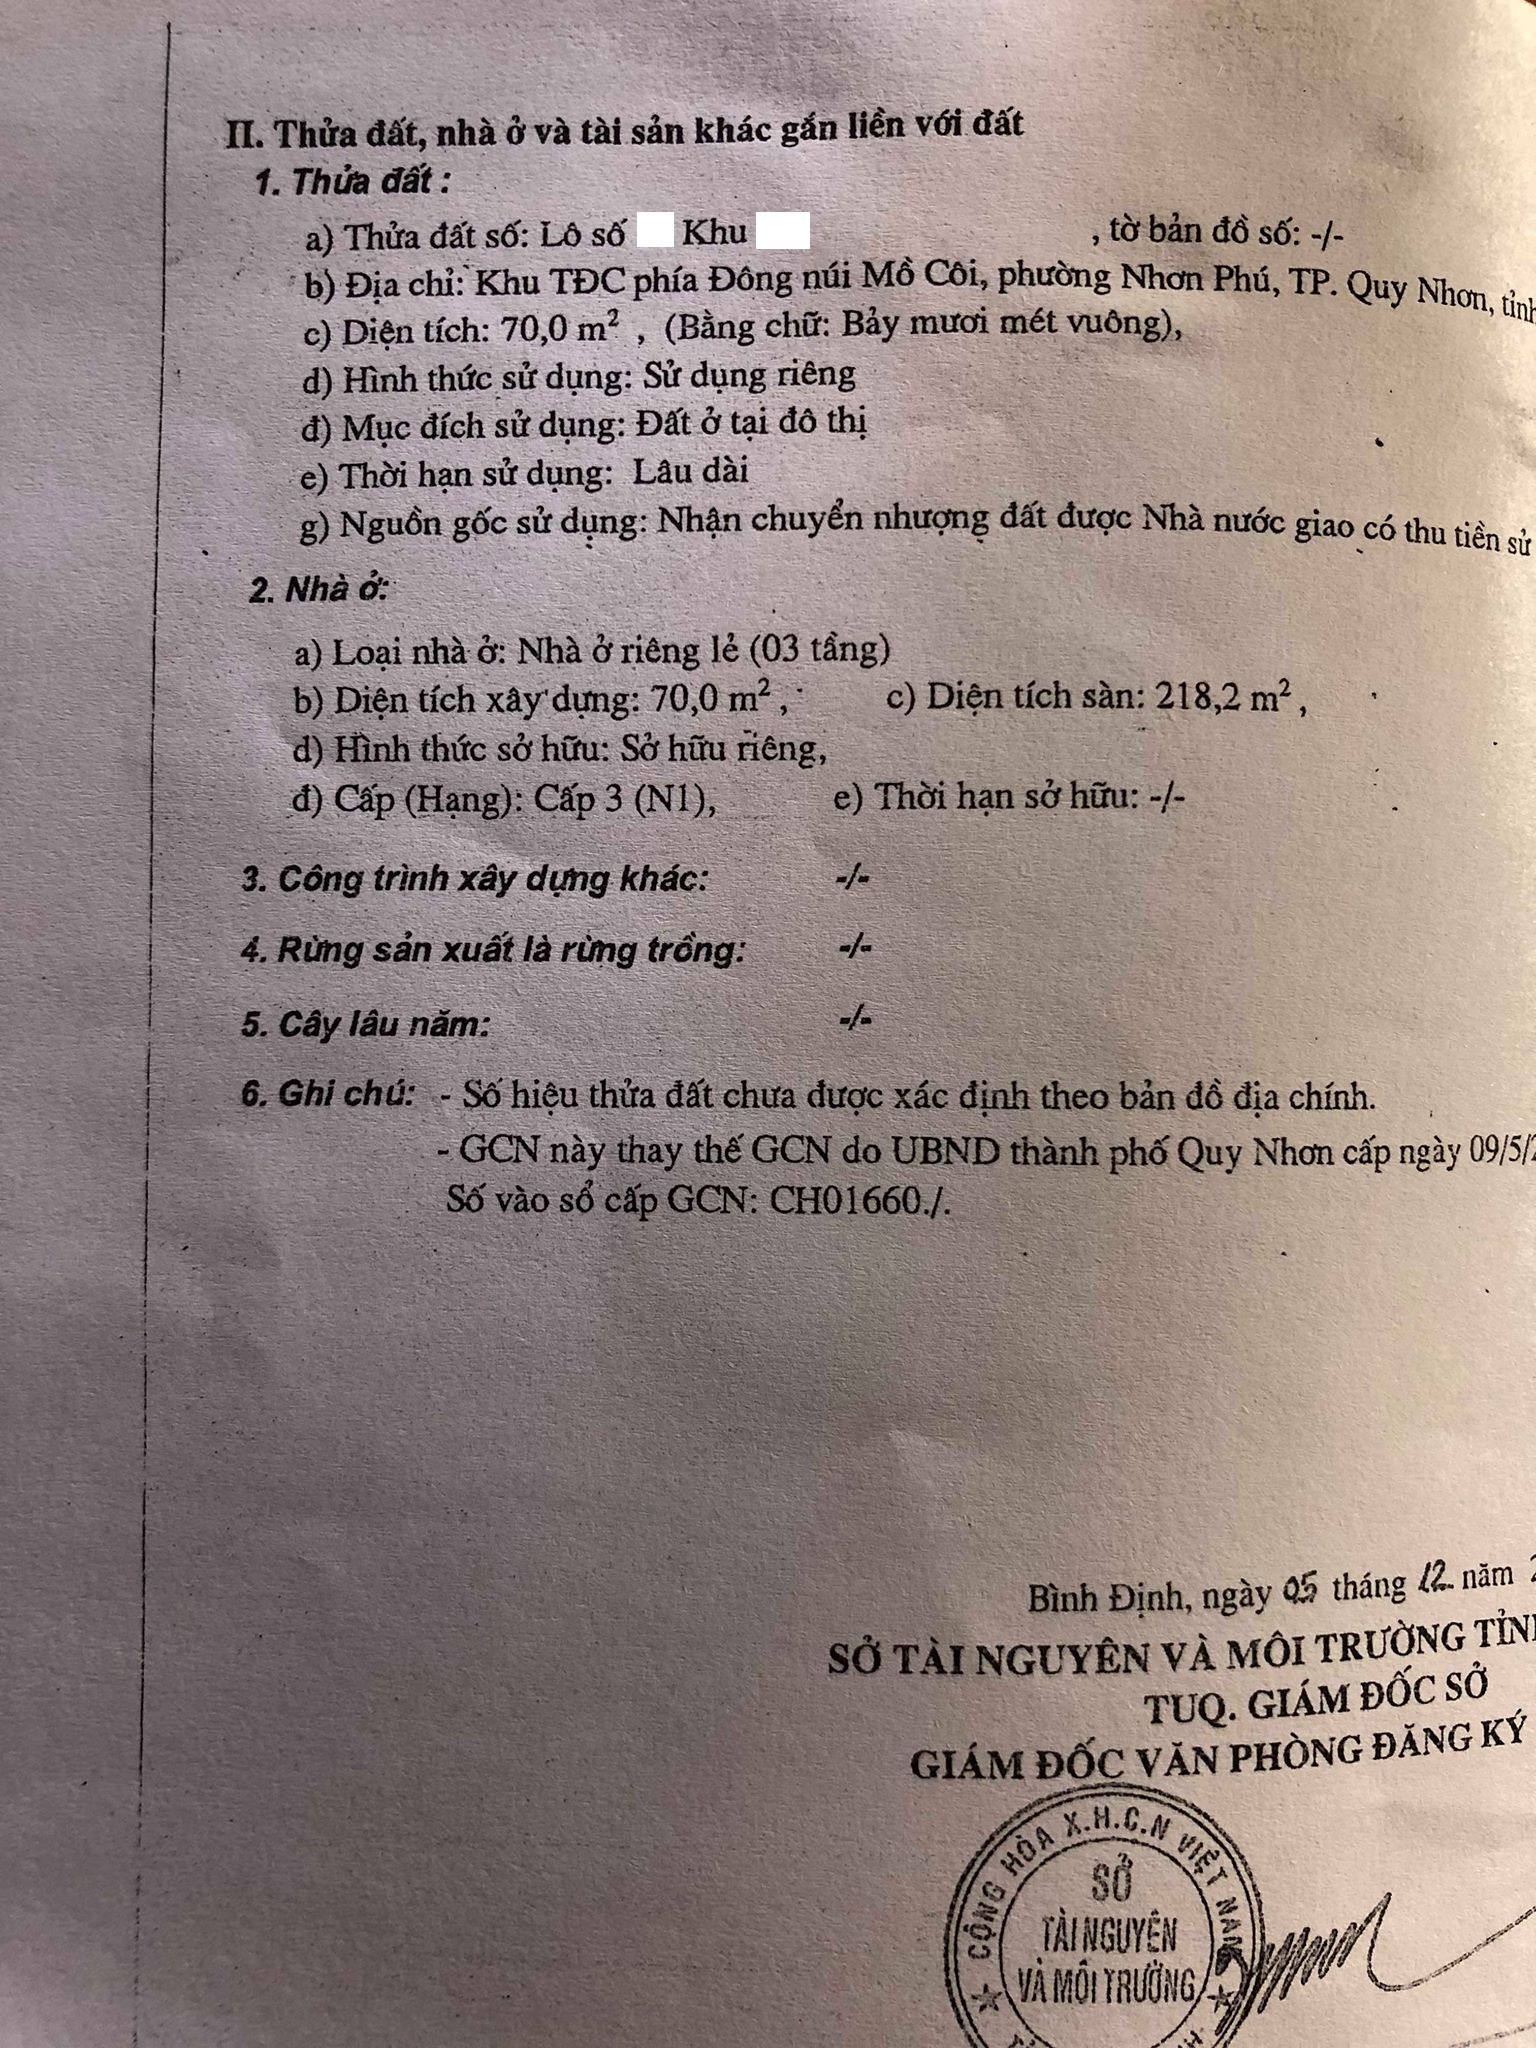 II. Thửa đất, nhà ở và tài sản khác gắn liền với đất
1. Thửa đất :
a) Thửa đất số: Lô số Khu , tờ bản đồ số: -/-
b) Địa chỉ: Khu TĐC phía Đông núi Mồ Côi, phường Nhơn Phú, TP. Quy Nhơn, tỉnh
c) Diện tích: 70,0 m² , (Bằng chữ: Bảy mươi mét vuông),
d) Hình thức sử dụng: Sử dụng riêng
đ) Mục đích sử dụng: Đất ở tại đô thị
e) Thời hạn sử dụng: Lâu dài
g) Nguồn gốc sử dụng: Nhận chuyển nhượng đất được Nhà nước giao có thu tiền sử
2. Nhà ở:
a) Loại nhà ở: Nhà ở riêng lẻ (03 tầng)
b) Diện tích xây dựng: 70,0 m² , c) Diện tích sàn: 218,2 m² ,
d) Hình thức sở hữu: Sở hữu riêng,
đ) Cấp (Hạng): Cấp 3 (N1), e) Thời hạn sở hữu: -/-
3. Công trình xây dựng khác: -/-
4. Rừng sản xuất là rừng trồng: -/-
5. Cây lâu năm: -/-
6. Ghi chú: - Số hiệu thửa đất chưa được xác định theo bản đồ địa chính.
- GCN này thay thế GCN do UBND thành phố Quy Nhơn cấp ngày 09/5/2
Số vào sổ cấp GCN: CH01660./.
Bình Định, ngày 05 tháng 12 năm 2
SỞ TÀI NGUYÊN VÀ MÔI TRƯỜNG TỈNH
TUQ. GIÁM ĐỐC SỞ
GIÁM ĐỐC VĂN PHÒNG ĐĂNG KÝ
CỘNG HÒA X.H.C.N VIỆT NAM
SỞ
TÀI NGUYÊN
VÀ MÔI TRƯỜNG